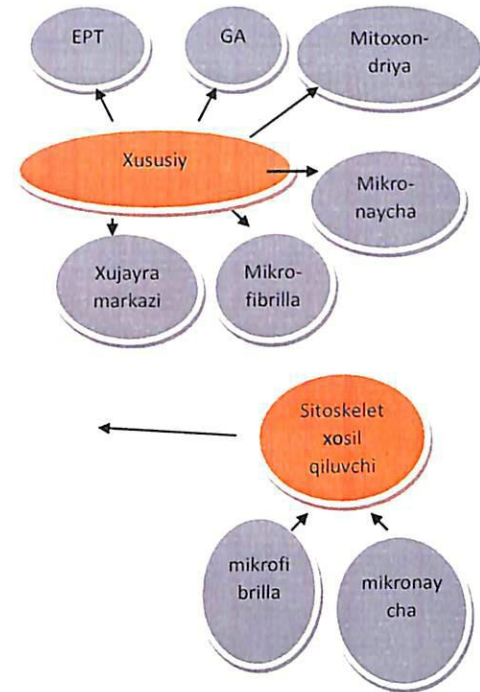 EPT
GA
Mitoxon-
driya
Xususiy
Mikro-
naycha
Xujayra
markazi
Mikro-
fibrilla
Sitoskelet
xosil
qiluvchi
mikrofi
brilla
mikronay
cha